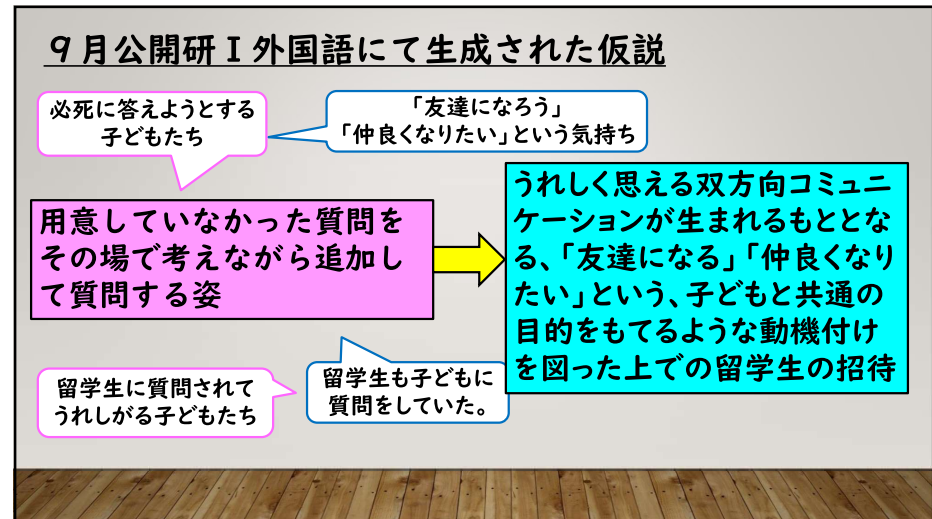 9月公開研Ⅰ外国語にて生成された仮説
必死に答えようとする
子どもたち
「友達になろう」
「仲良くなりたい」という気持ち
用意していなかった質問を
その場で考えながら追加し
て質問する姿
うれしく思える双方向コミュニ
ケーションが生まれるもととな
る、「友達になる」「仲良くなり
たい」という、子どもと共通の
目的をもてるような動機付け
を図った上での留学生の招待
留学生に質問されて
うれしがる子どもたち
留学生も子どもに
質問をしていた。